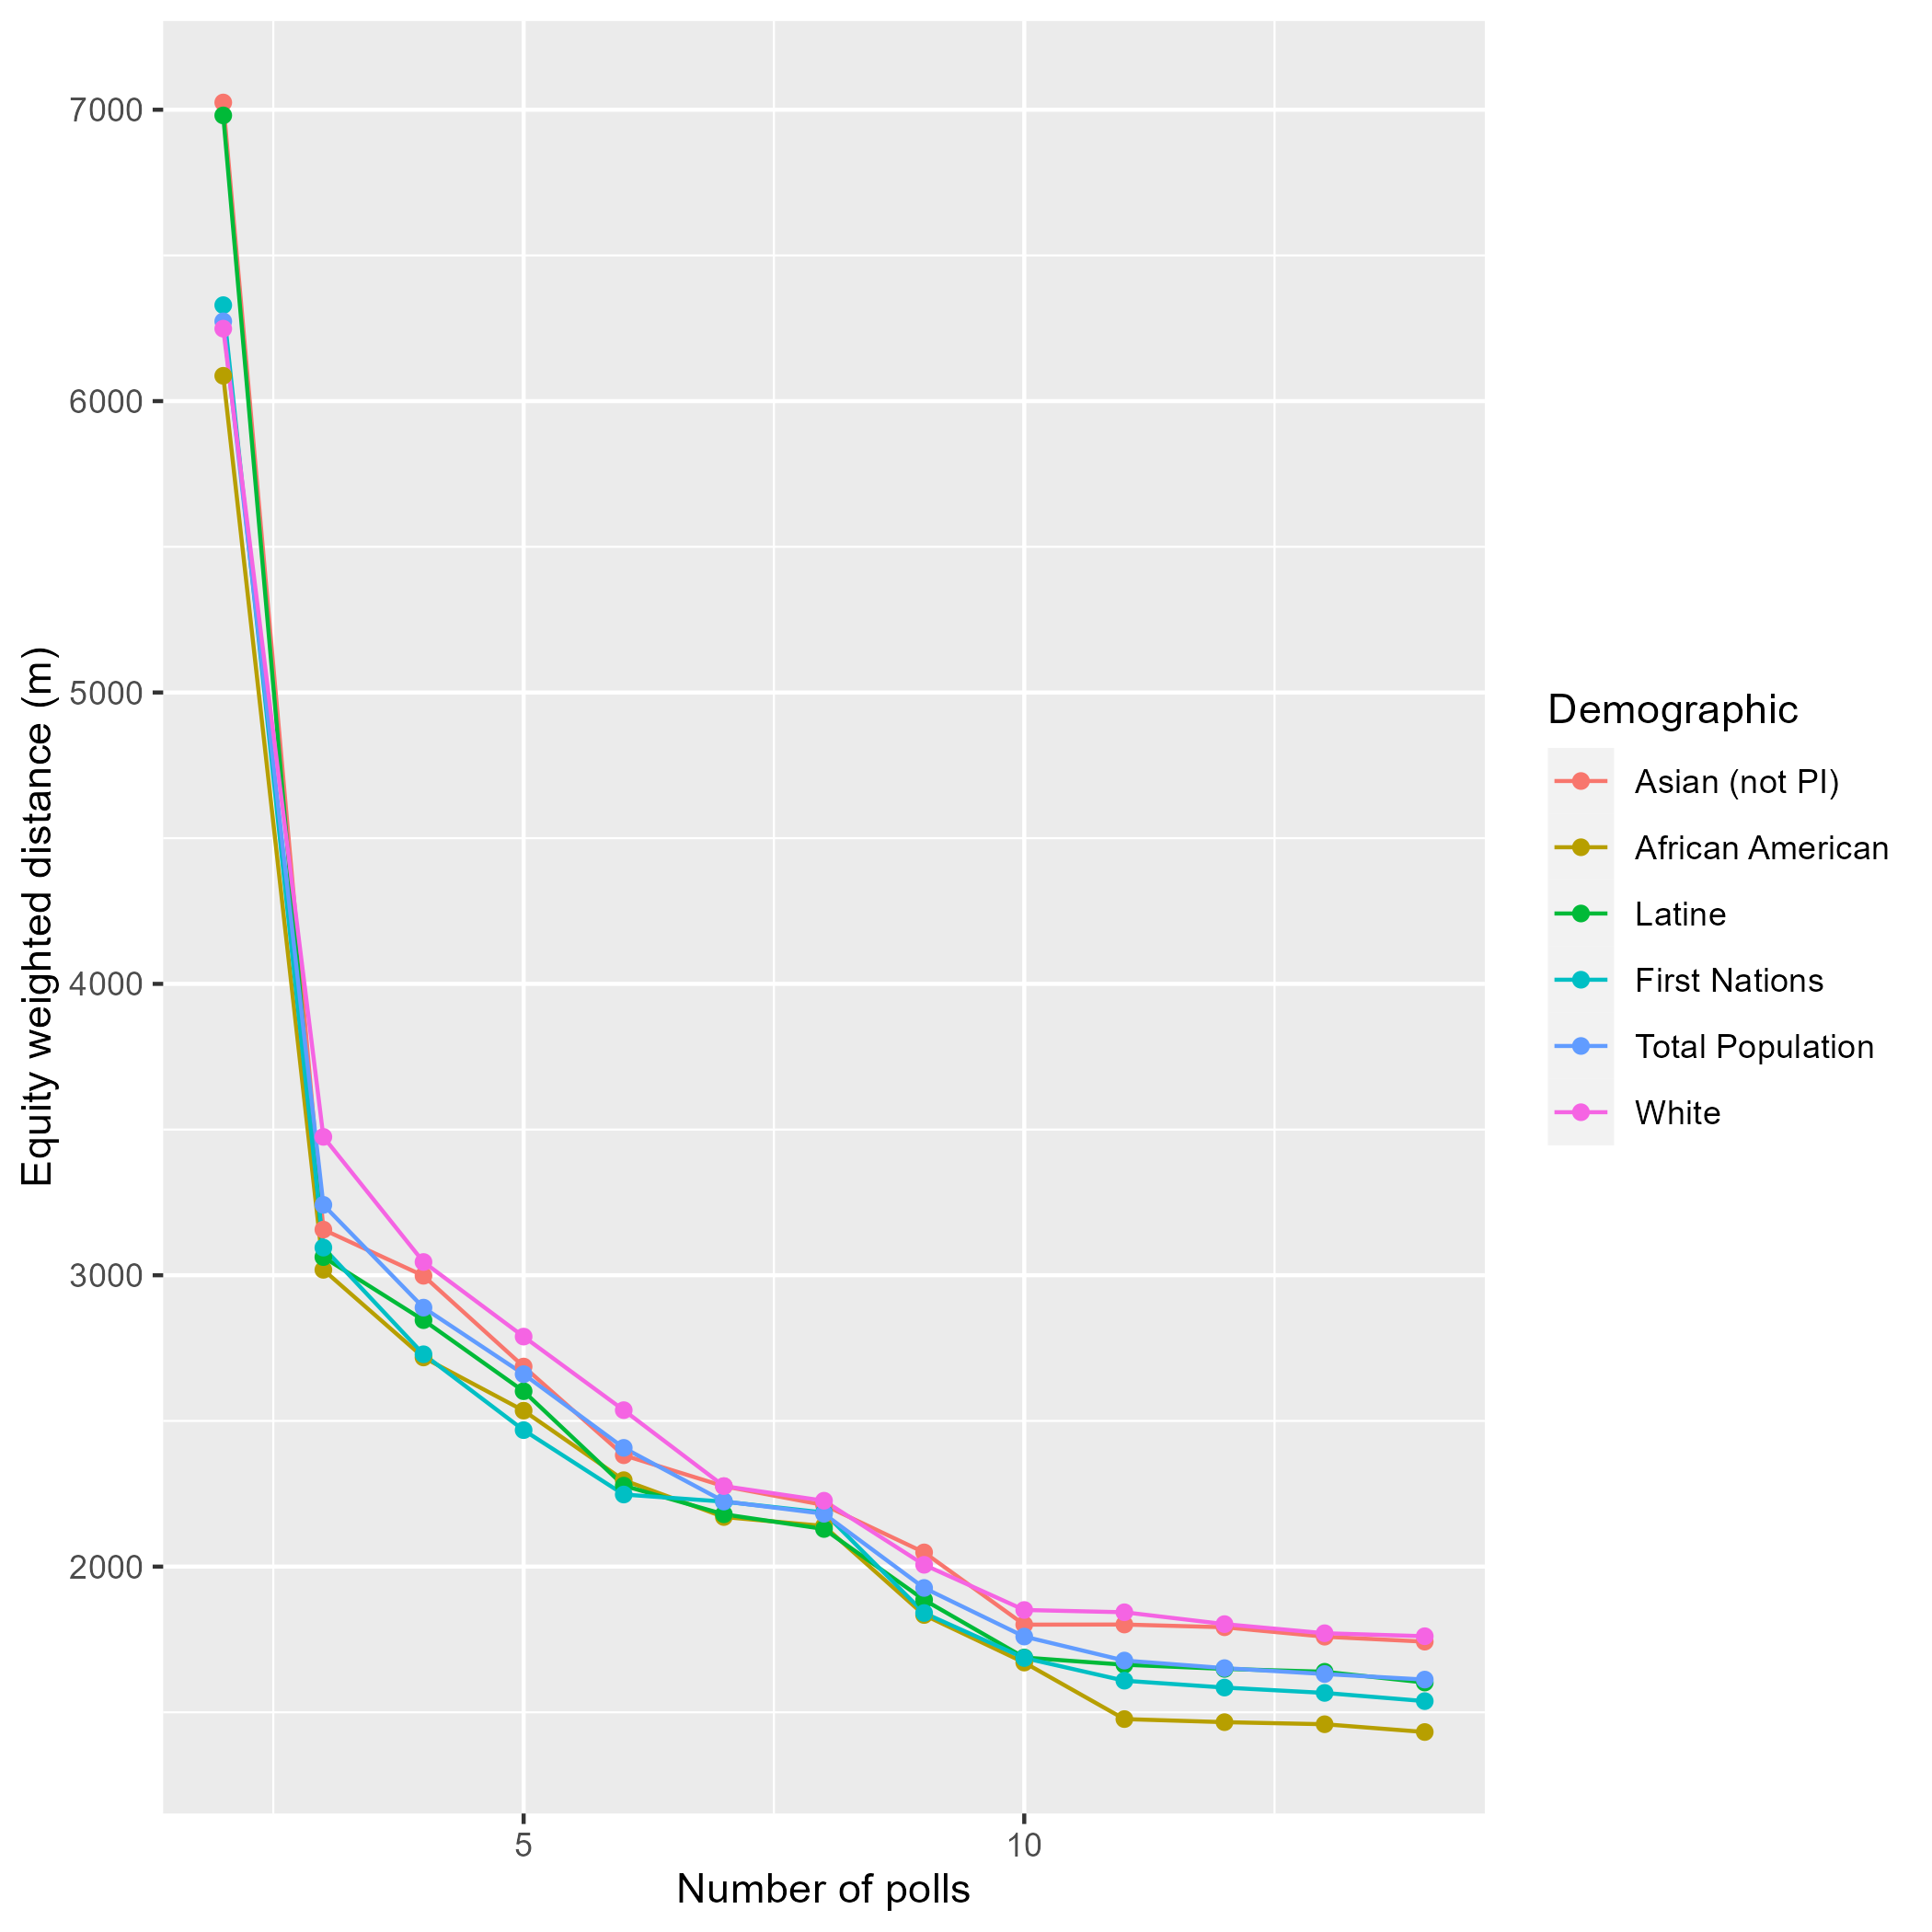 7000
6000
5000
4000
3000
2000
Equity weighted distance (m)
5
10
Number of polls
Demographic
Asian (not PI)
African American
Latine
First Nations
Total Population
White